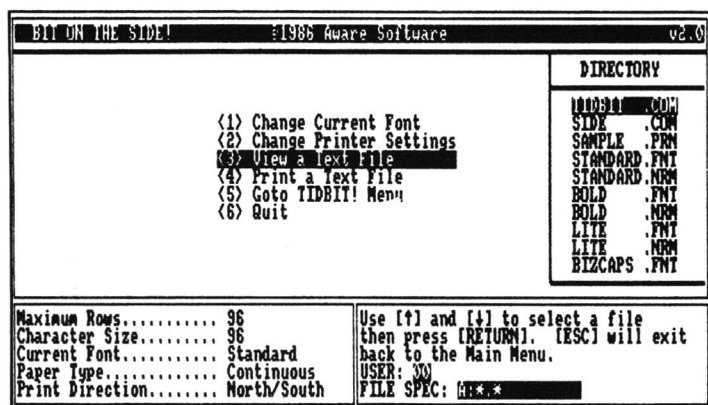 BIT ON THE SIDE! 1986 Aware Software v2.0
<1> Change Current Font
<2> Change Printer Settings
<3> View a Text File
<4> Print a Text File
<5> Goto TIDBIT! Menu
<6> Quit
DIRECTORY
TIDBIT .COM
SIDE .COM
SAMPLE .PRN
STANDARD.FNT
STANDARD.NRM
BOLD .FNT
BOLD .NRM
LITE .FNT
LITE .NRM
BIZCAPS .FNT
Maximum Rows........... 96
Character Size......... 96
Current Font........... Standard
Paper Type............. Continuous
Print Direction........ North/South
Use [↑] and [↓] to select a file
then press [RETURN]. [ESC] will exit
back to the Main Menu.
USER:
FILE SPEC: A:*.*